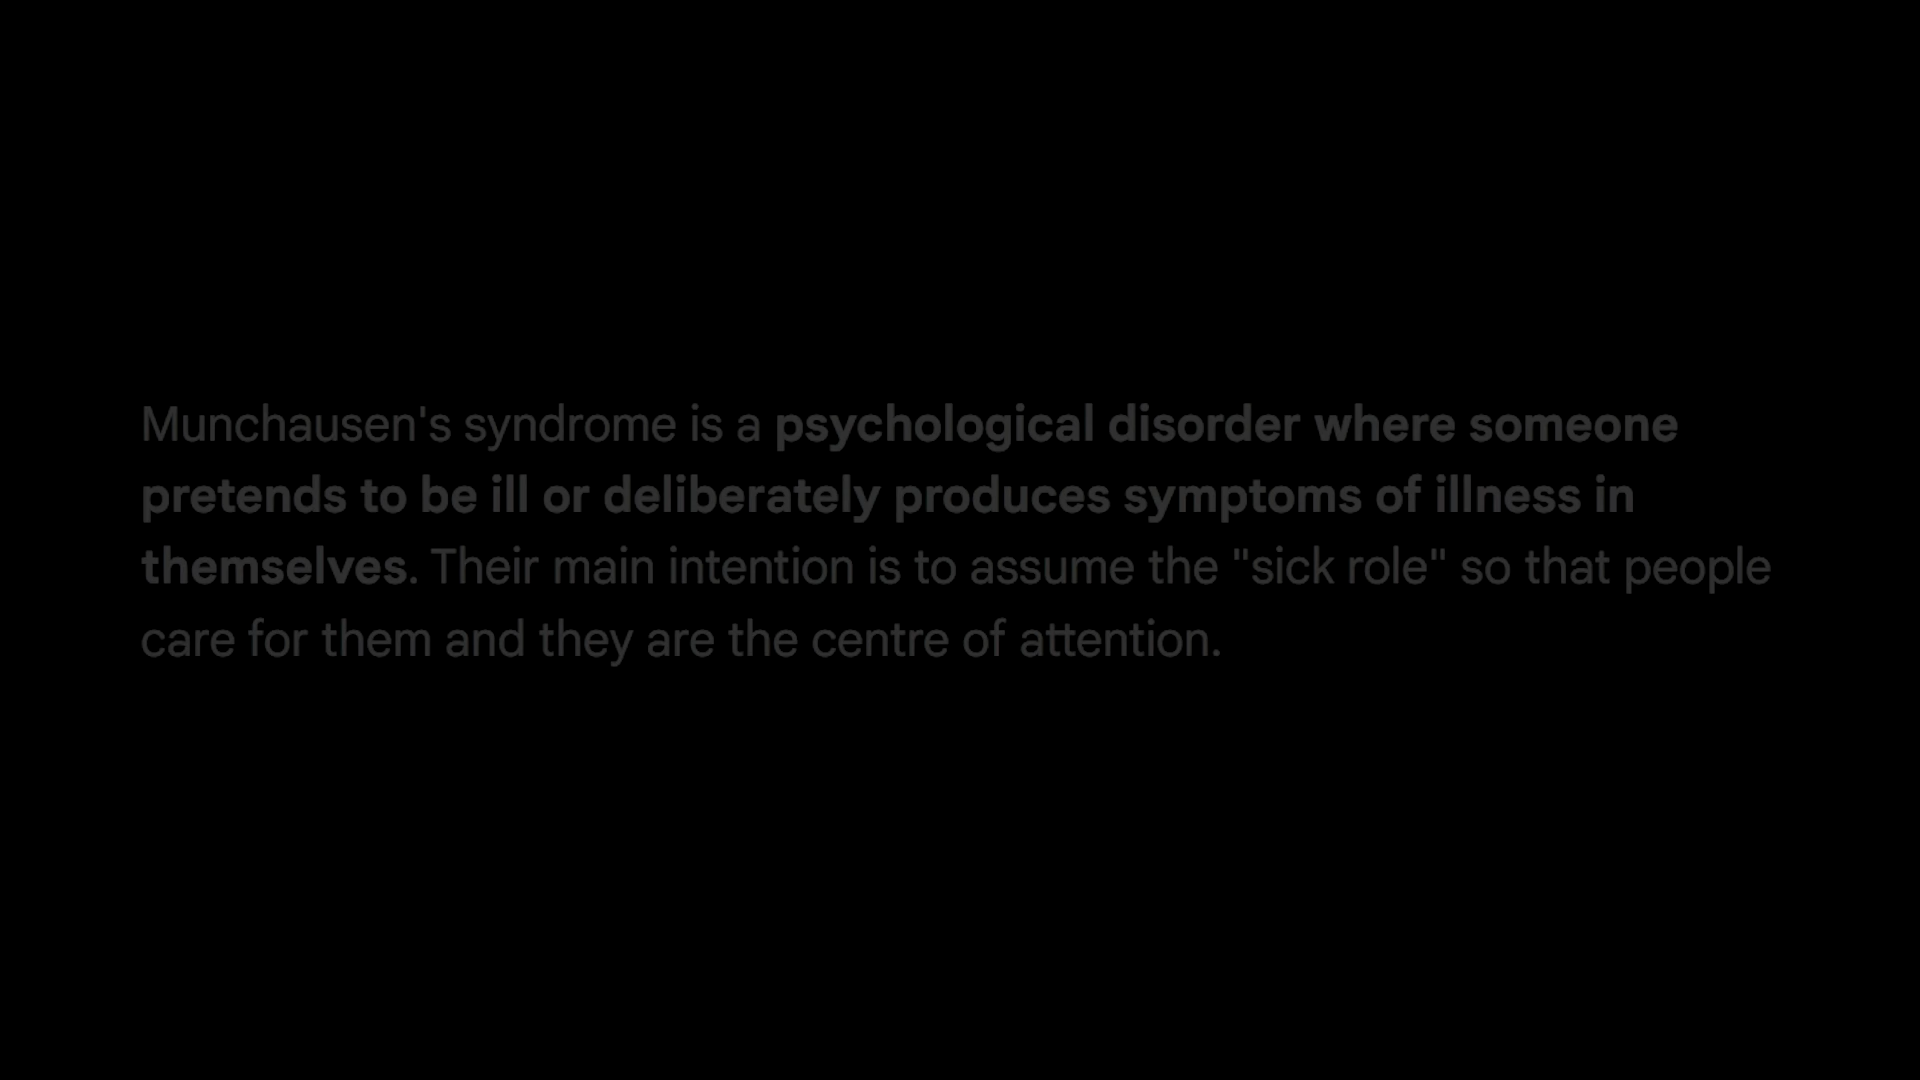 Munchausen's syndrome is a psychological disorder where someone
pretends to be ill or deliberately produces symptoms of illness in
themselves. Their main intention is to assume the "sick role" so that people
care for them and they are the centre of attention.